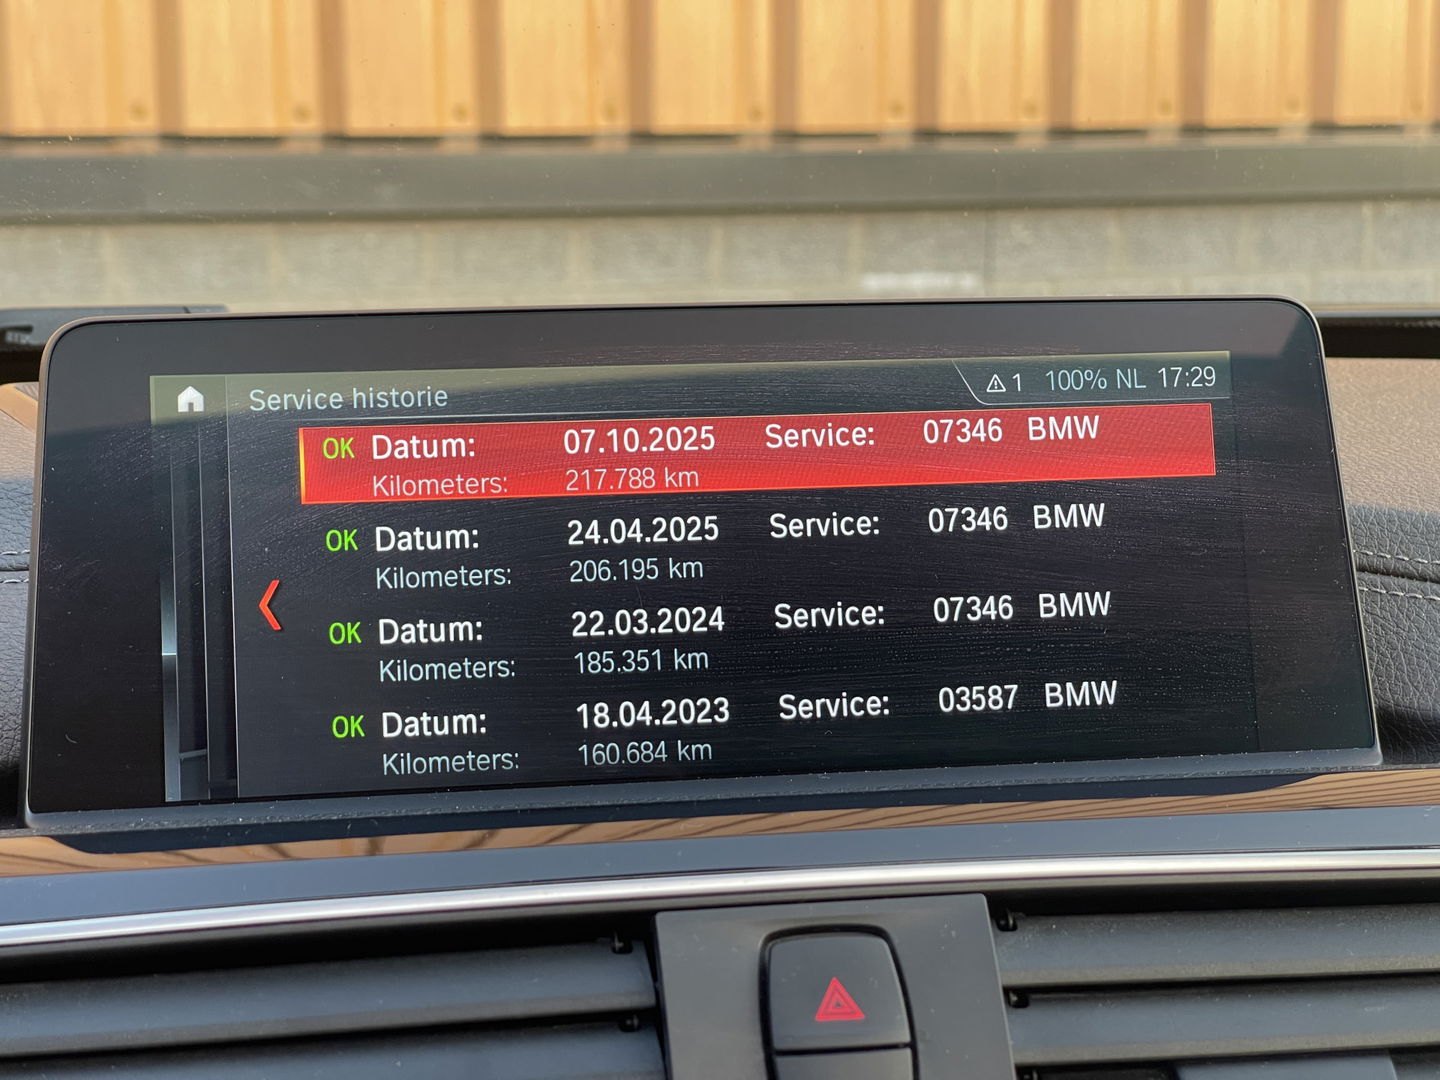 Service historie
1 100% NL 17:29
OK Datum: 07.10.2025 Service: 07346 BMW
Kilometers: 217.788 km
OK Datum: 24.04.2025 Service: 07346 BMW
Kilometers: 206.195 km
OK Datum: 22.03.2024 Service: 07346 BMW
Kilometers: 185.351 km
OK Datum: 18.04.2023 Service: 03587 BMW
Kilometers: 160.684 km